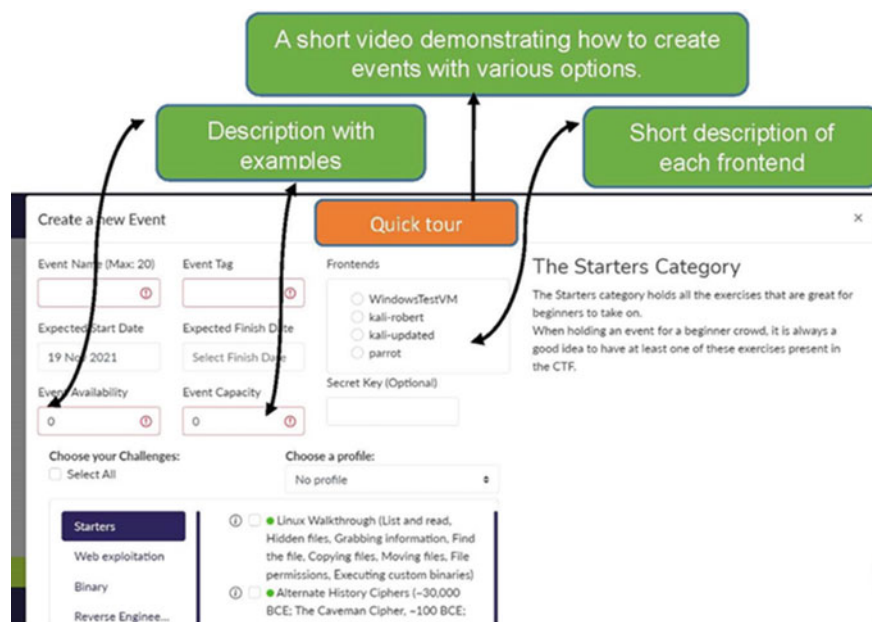 A short video demonstrating how to create
events with various options.
Description with
examples
Short description of
each frontend
Create a new Event
Quick tour
×
Event Name (Max: 20)
Event Tag
Frontends
WindowsTestVM
kali-robert
kali-updated
parrot
Expected Start Date
Expected Finish Date
19 Nov 2021
Select Finish Date
Event Availability
Event Capacity
Secret Key (Optional)
0
0
The Starters Category
The Starters category holds all the exercises that are great for
beginners to take on.
When holding an event for a beginner crowd, it is always a
good idea to have at least one of these exercises present in
the CTF.
Choose your Challenges:
Select All
Choose a profile:
No profile
Starters
Web exploitation
Binary
Reverse Enginee...
Linux Walkthrough (List and read,
Hidden files, Grabbing information, Find
the file, Copying files, Moving files, File
permissions, Executing custom binaries)
Alternate History Ciphers (~30,000
BCE; The Caveman Cipher, ~100 BCE;